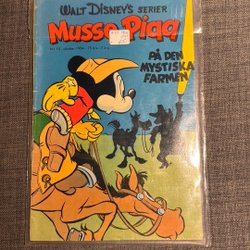 WALT DISNEY'S SERIER
Musse Pigg
PÅ DEN
MYSTISKA
FARMEN